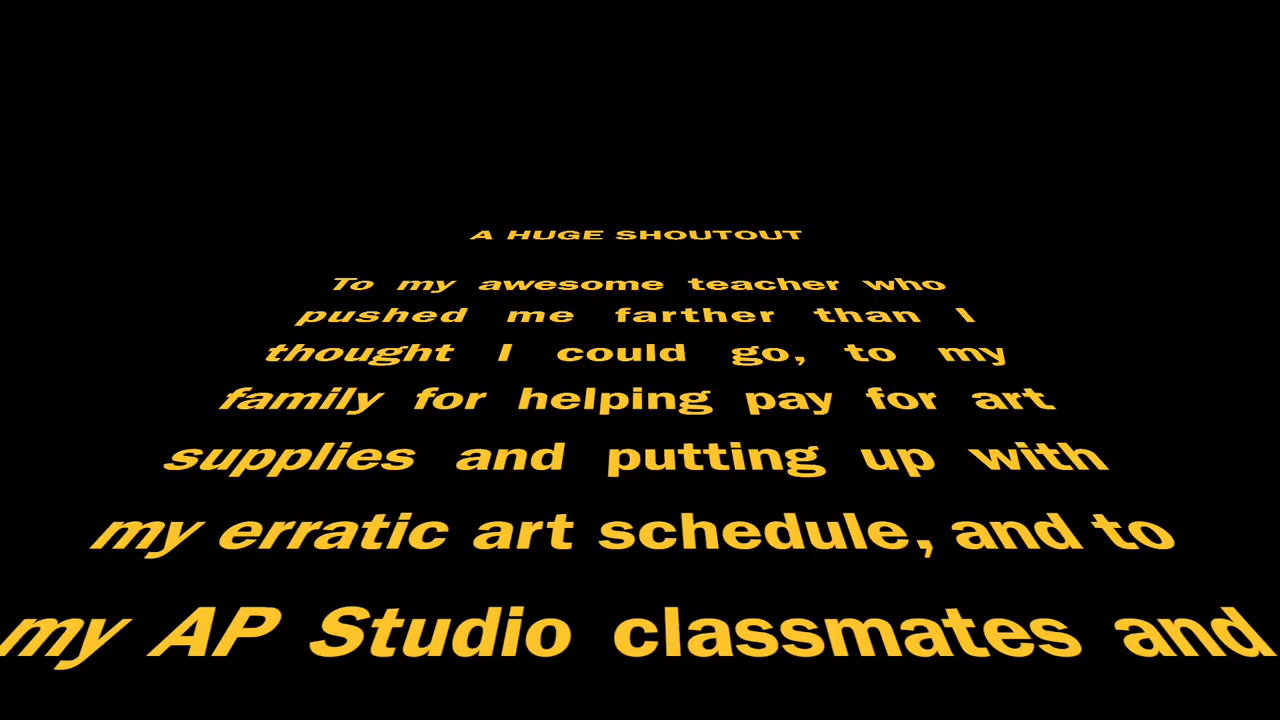 A HUGE SHOUTOUT
To my awesome teacher who
pushed me farther than I
thought I could go, to my
family for helping pay for art
supplies and putting up with
my erratic art schedule, and to
my AP Studio classmates and